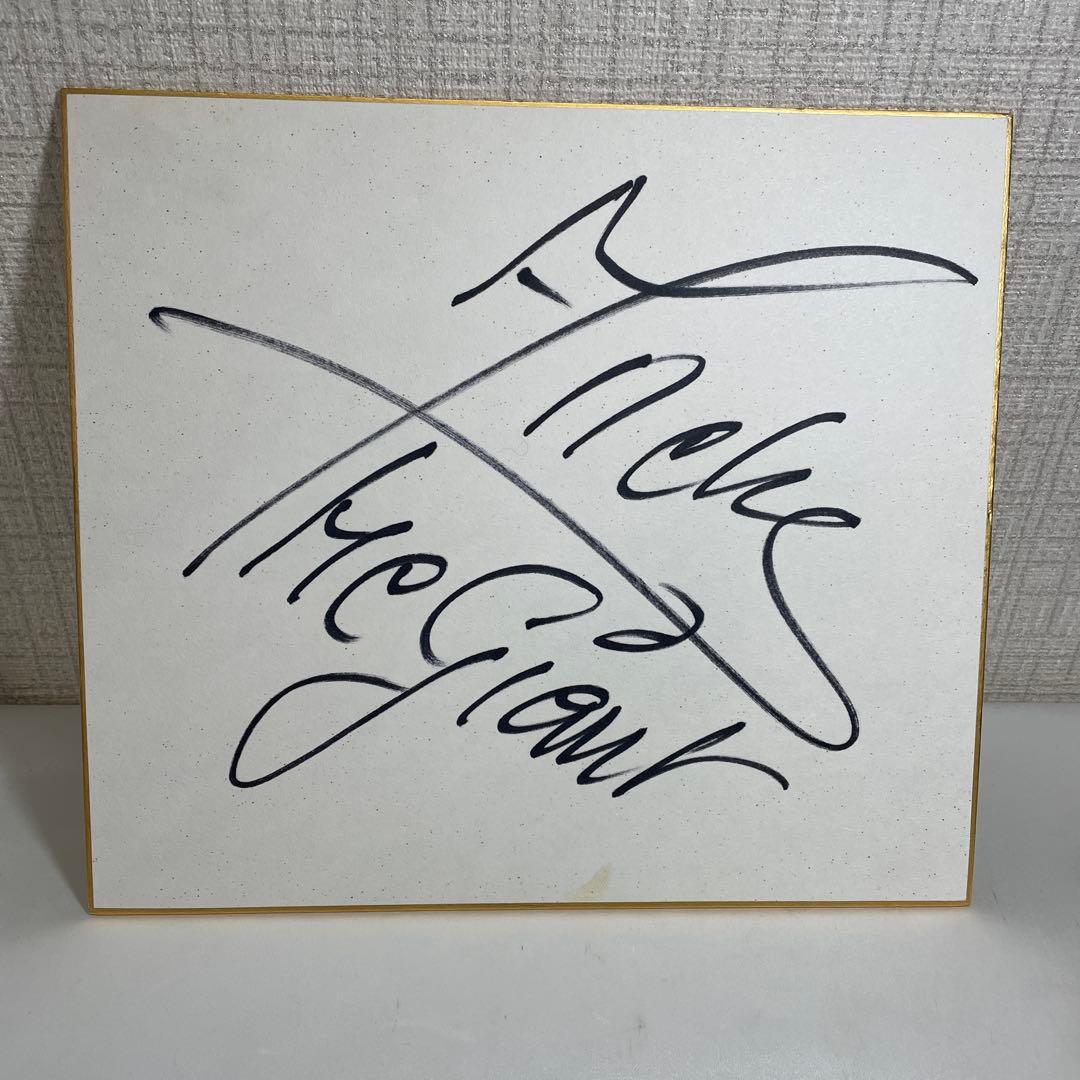 Andre
the Giant